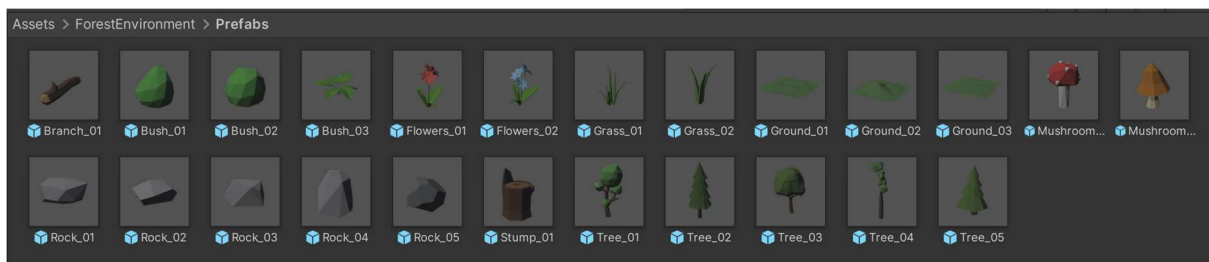 Assets > ForestEnvironment > Prefabs
Branch_01 Bush_01 Bush_02 Bush_03 Flowers_01 Flowers_02 Grass_01 Grass_02 Ground_01 Ground_02 Ground_03 Mushroom... Mushroom...
Rock_01 Rock_02 Rock_03 Rock_04 Rock_05 Stump_01 Tree_01 Tree_02 Tree_03 Tree_04 Tree_05